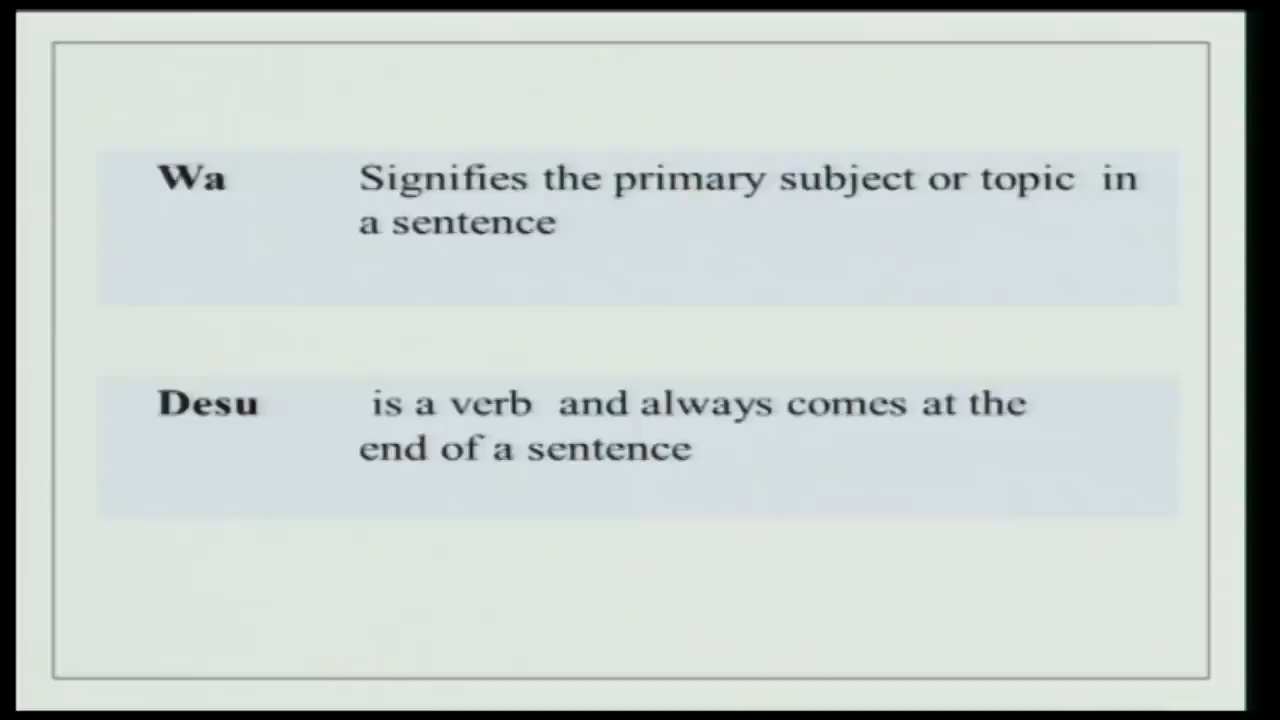 Wa Signifies the primary subject or topic in
a sentence
Desu is a verb and always comes at the
end of a sentence